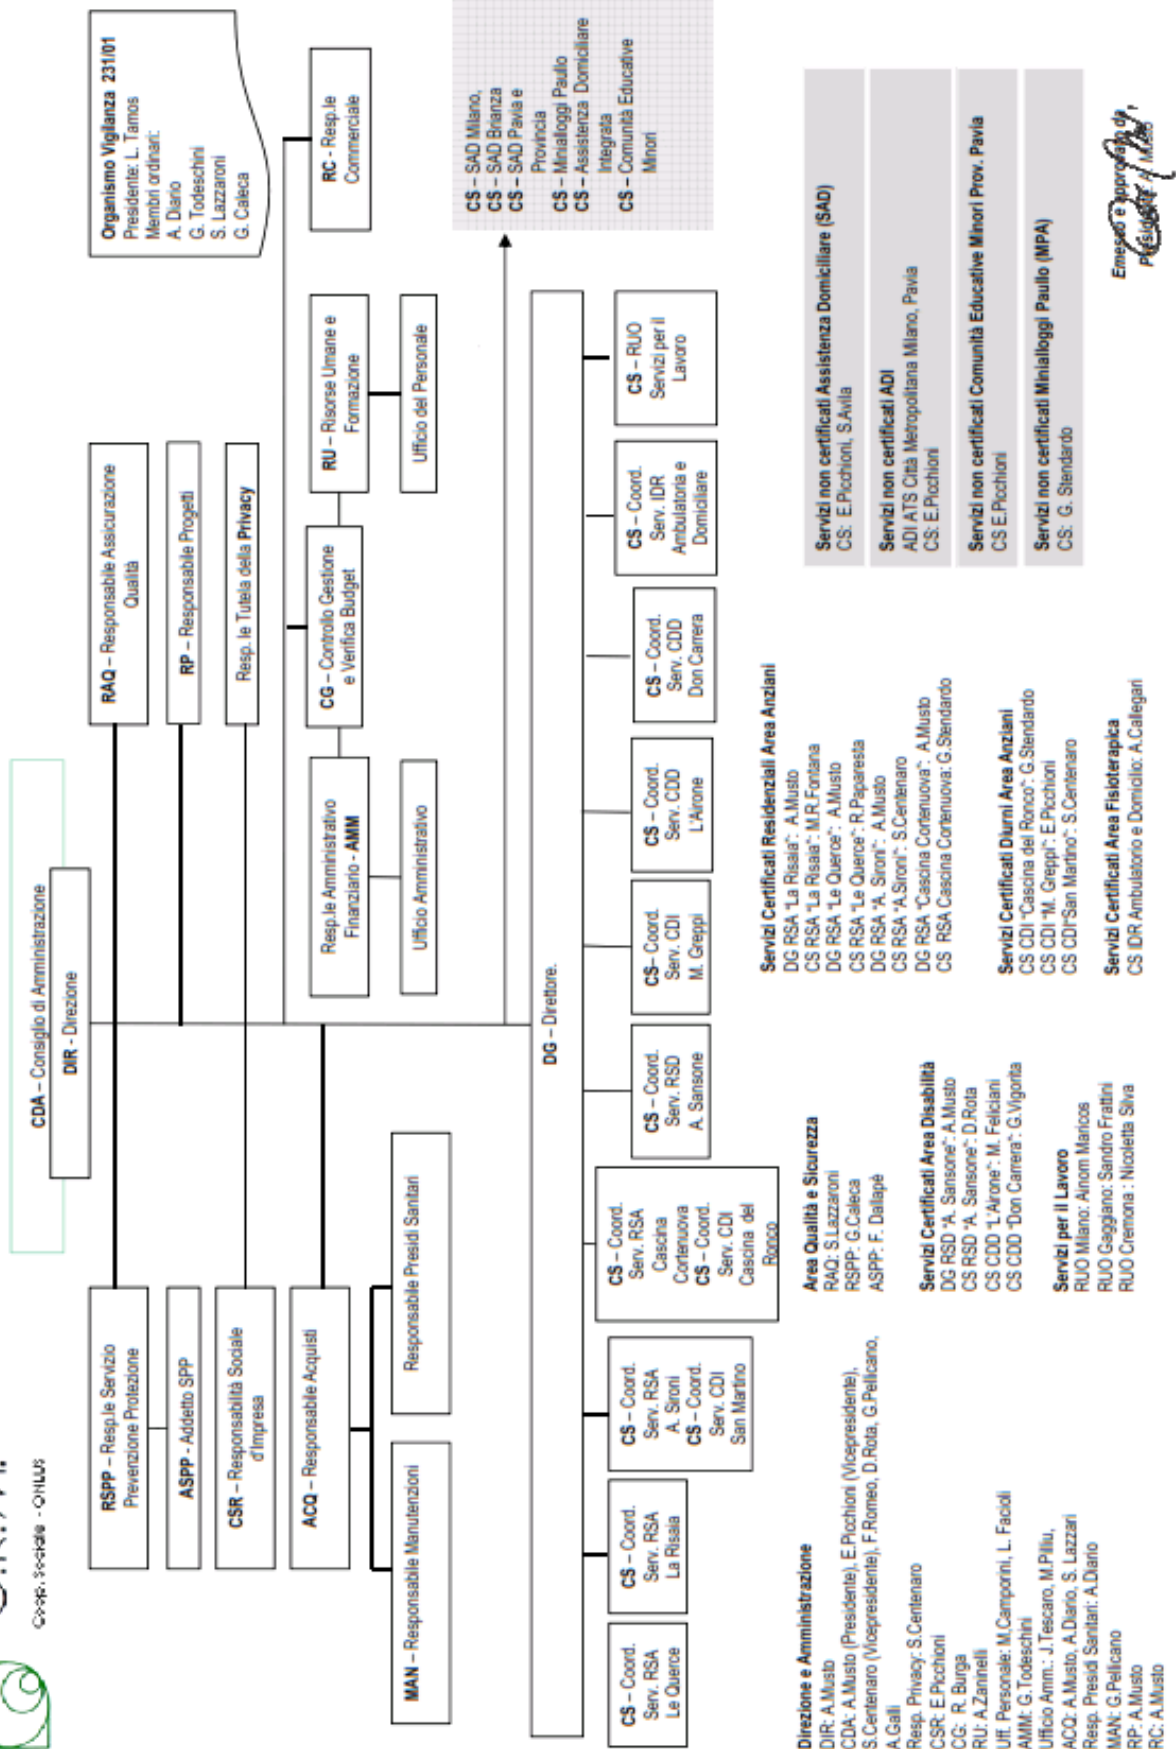 Coop. Sociale - ONLUS
CDA – Consiglio di Amministrazione
DIR - Direzione
Organismo Vigilanza 231/01
Presidente: L. Tamos
Membri ordinari:
A. Diario
G. Todeschini
S. Lazzaroni
G. Caleca
RSPP – Resp.le Servizio
Prevenzione Protezione
RAQ – Responsabile Assicurazione
Qualità
ASPP - Addetto SPP
RP – Responsabile Progetti
CSR – Responsabilità Sociale
d'Impresa
Resp. le Tutela della Privacy
ACQ – Responsabile Acquisti
Resp.le Amministrativo
Finanziario - AMM
CG – Controllo Gestione
e Verifica Budget
RU – Risorse Umane e
Formazione
RC - Resp.le
Commerciale
MAN – Responsabile Manutenzioni
Responsabile Presidi Sanitari
Ufficio Amministrativo
Ufficio del Personale
CS – SAD Milano,
CS – SAD Brianza
CS – SAD Pavia e
Provincia
CS – Minialloggi Paullo
CS – Assistenza Domiciliare
Integrata
CS – Comunità Educative
Minori
DG – Direttore.
CS – Coord.
Serv. RSA
Le Querce
CS – Coord.
Serv. RSA
La Risaia
CS – Coord.
Serv. RSA
A. Sironi
CS – Coord.
Serv. CDI
San Martino
CS – Coord.
Serv. RSA
Cascina
Cortenuova
CS – Coord.
Serv. CDI
Cascina del
Ronco
CS – Coord.
Serv. RSD
A. Sansone
CS– Coord.
Serv. CDI
M. Greppi
CS – Coord.
Serv. CDD
L'Airone
CS – Coord.
Serv. CDD
Don Carrera
CS – Coord.
Serv. IDR
Ambulatoria e
Domiciliare
CS – RUO
Servizi per il
Lavoro
Direzione e Amministrazione
DIR: A.Musto
CDA: A.Musto (Presidente), E.Picchioni (Vicepresidente),
S.Centenaro (Vicepresidente), F.Romeo, D.Rota, G.Pellicano,
A.Galli
Resp. Privacy: S.Centenaro
CSR: E.Picchioni
CG: R. Burga
RU: A.Zaninelli
Uff. Personale: M.Camporini, L. Facioli
AMM: G.Todeschini
Ufficio Amm.: J.Tescaro, M.Pilliu,
ACQ: A.Musto, A.Diario, S. Lazzari
Resp. Presidi Sanitari: A.Diario
MAN: G.Pellicano
RP: A.Musto
RC: A.Musto
Area Qualità e Sicurezza
RAQ: S.Lazzaroni
RSPP: G.Caleca
ASPP: F. Dallapè
Servizi Certificati Area Disabilità
DG RSD "A. Sansone": A.Musto
CS RSD "A. Sansone": D.Rota
CS CDD "L'Airone": M. Feliciani
CS CDD "Don Carrera": G.Vigorita
Servizi per il Lavoro
RUO Milano: Ainom Maricos
RUO Gaggiano: Sandro Frattini
RUO Cremona : Nicoletta Silva
Servizi Certificati Residenziali Area Anziani
DG RSA "La Risaia": A.Musto
CS RSA "La Risaia": M.R.Fontana
DG RSA "Le Querce": A.Musto
CS RSA "Le Querce": R.Paparesta
DG RSA "A. Sironi": A.Musto
CS RSA "A.Sironi": S.Centenaro
DG RSA "Cascina Cortenuova": A.Musto
CS RSA Cascina Cortenuova: G.Stendardo
Servizi Certificati Diurni Area Anziani
CS CDI "Cascina del Ronco": G.Stendardo
CS CDI "M. Greppi": E.Picchioni
CS CDI"San Martino": S.Centenaro
Servizi Certificati Area Fisioterapica
CS IDR Ambulatorio e Domicilio: A.Callegari
Servizi non certificati Assistenza Domiciliare (SAD)
CS: E.Picchioni, S.Avila
Servizi non certificati ADI
ADI ATS Città Metropolitana Milano, Pavia
CS: E.Picchioni
Servizi non certificati Comunità Educative Minori Prov. Pavia
CS E.Picchioni
Servizi non certificati Minialloggi Paullo (MPA)
CS: G. Stendardo
Emesso e approvato da
Presidente A. Musto